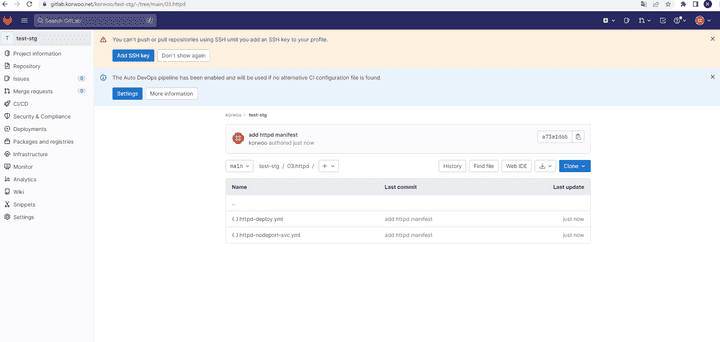 gitlab.korwoo.net/korwoo/test-stg/-/tree/main/03.httpd
Search GitLab
/
T test-stg
Project information
Repository
Issues 0
Merge requests 0
CI/CD
Security & Compliance
Deployments
Packages and registries
Infrastructure
Monitor
Analytics
Wiki
Snippets
Settings
You can't push or pull repositories using SSH until you add an SSH key to your profile.
Add SSH key Don't show again
The Auto DevOps pipeline has been enabled and will be used if no alternative CI configuration file is found.
Settings More information
korwoo › test-stg
add httpd manifest
korwoo authored just now
main test-stg / 03.httpd / +
History Find file Web IDE Clone
Name Last commit Last update
..
httpd-deploy.yml add httpd manifest just now
httpd-nodeport-svc.yml add httpd manifest just now